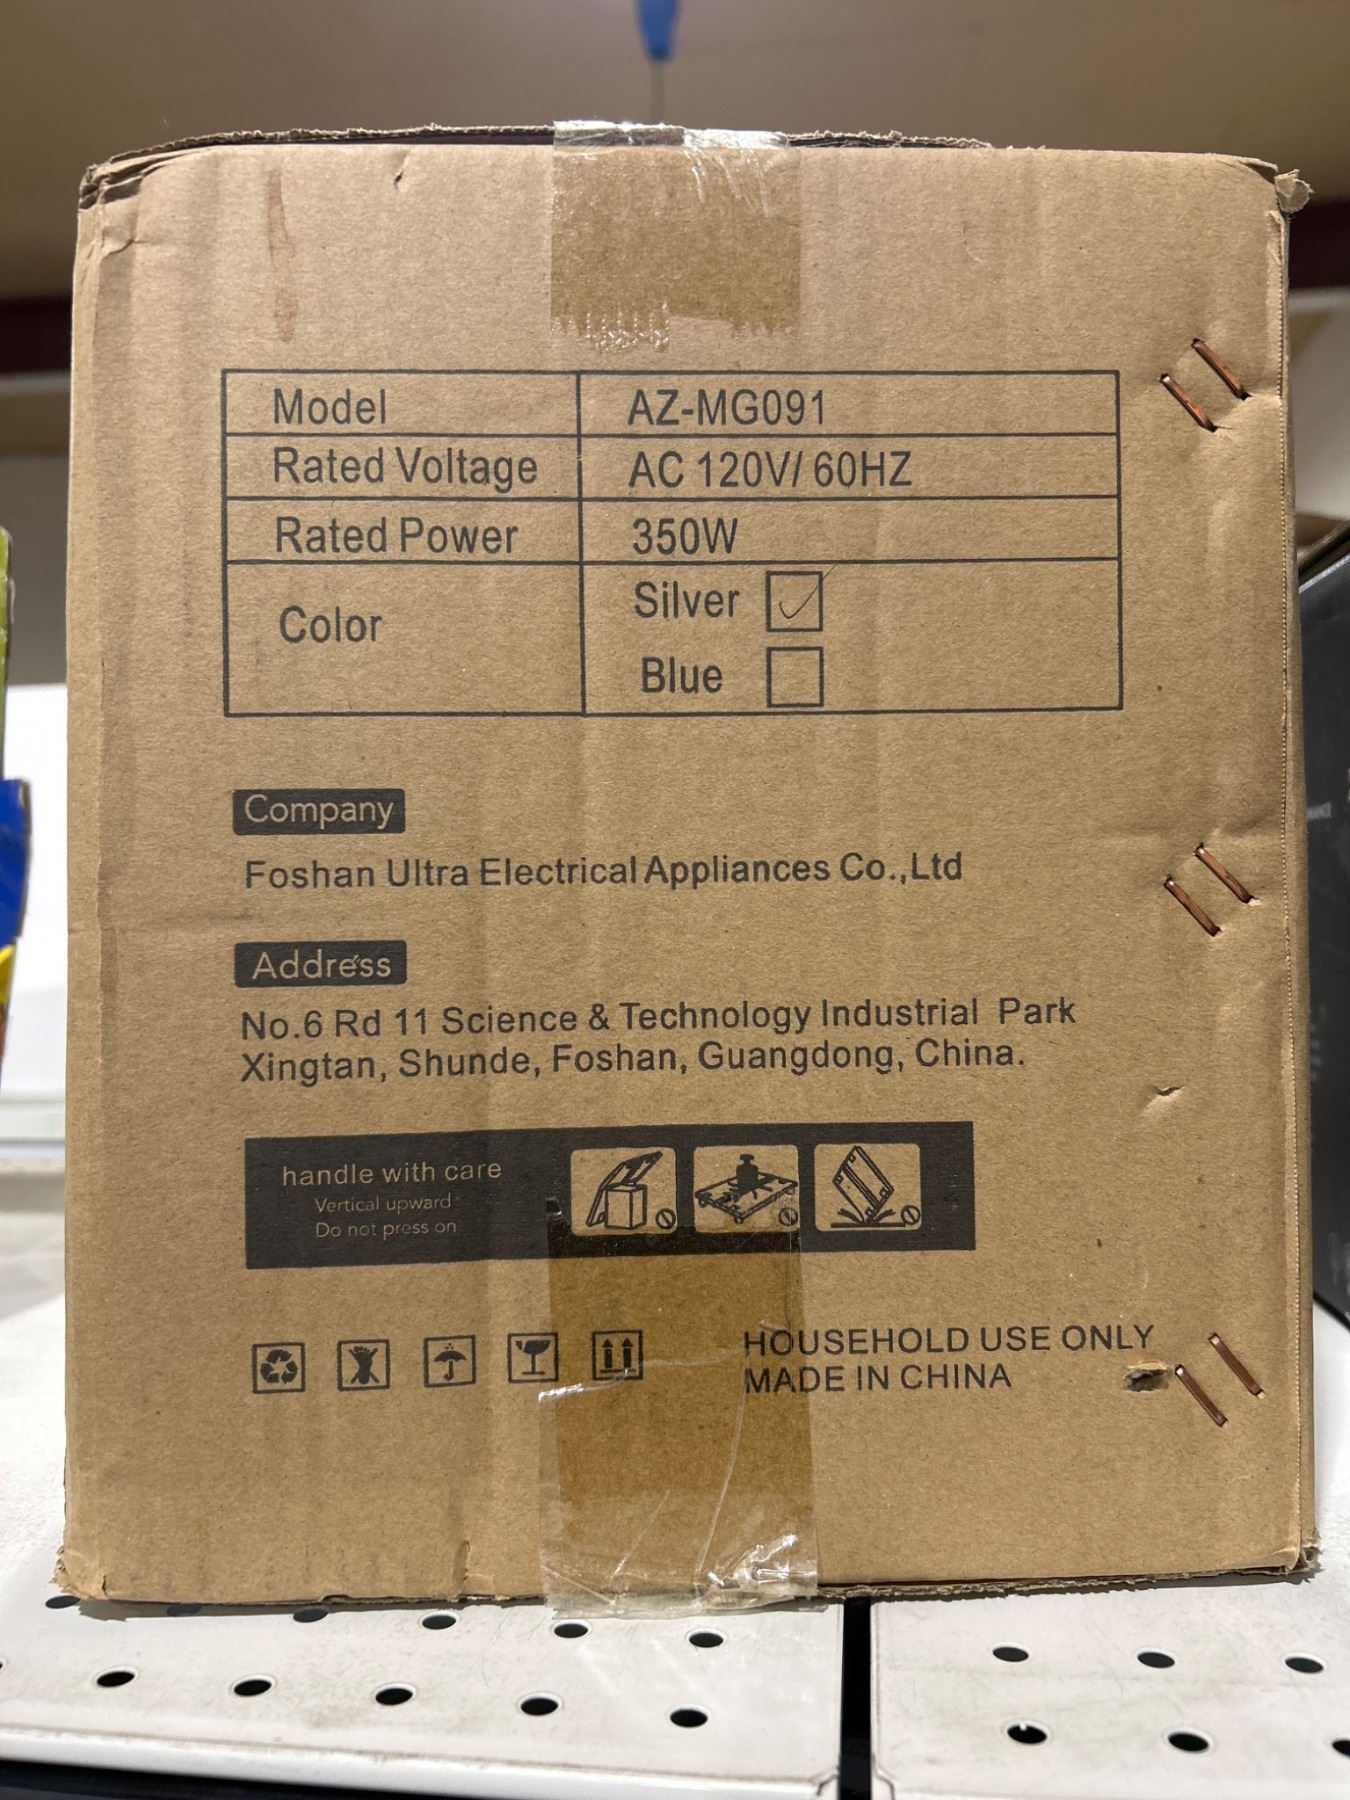 Model AZ-MG091
Rated Voltage AC 120V/ 60HZ
Rated Power 350W
Color Silver
Blue
Company
Foshan Ultra Electrical Appliances Co.,Ltd
Address
No.6 Rd 11 Science & Technology Industrial Park
Xingtan, Shunde, Foshan, Guangdong, China.
handle with care
Vertical upward
Do not press on
HOUSEHOLD USE ONLY
MADE IN CHINA